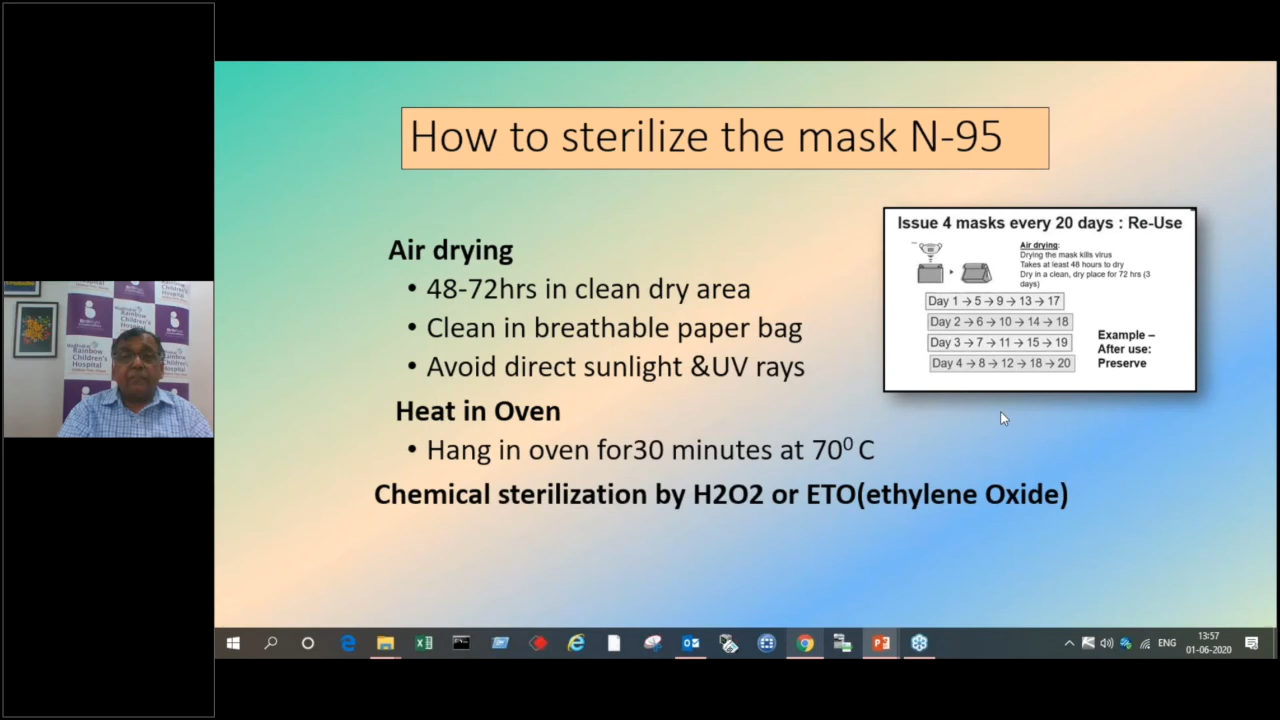 How to sterilize the mask N-95
Air drying
• 48-72hrs in clean dry area
• Clean in breathable paper bag
• Avoid direct sunlight &UV rays
Heat in Oven
• Hang in oven for30 minutes at 70⁰ C
Chemical sterilization by H2O2 or ETO(ethylene Oxide)
Issue 4 masks every 20 days : Re-Use
Air drying:
Drying the mask kills virus
Takes at least 48 hours to dry
Dry in a clean, dry place for 72 hrs (3
days)
Day 1 → 5 → 9 → 13 → 17
Day 2 → 6 → 10 → 14 → 18
Day 3 → 7 → 11 → 15 → 19
Day 4 → 8 → 12 → 18 → 20
Example –
After use:
Preserve
Rainbow
Children's
Hospital
ENG
13:57
01-06-2020